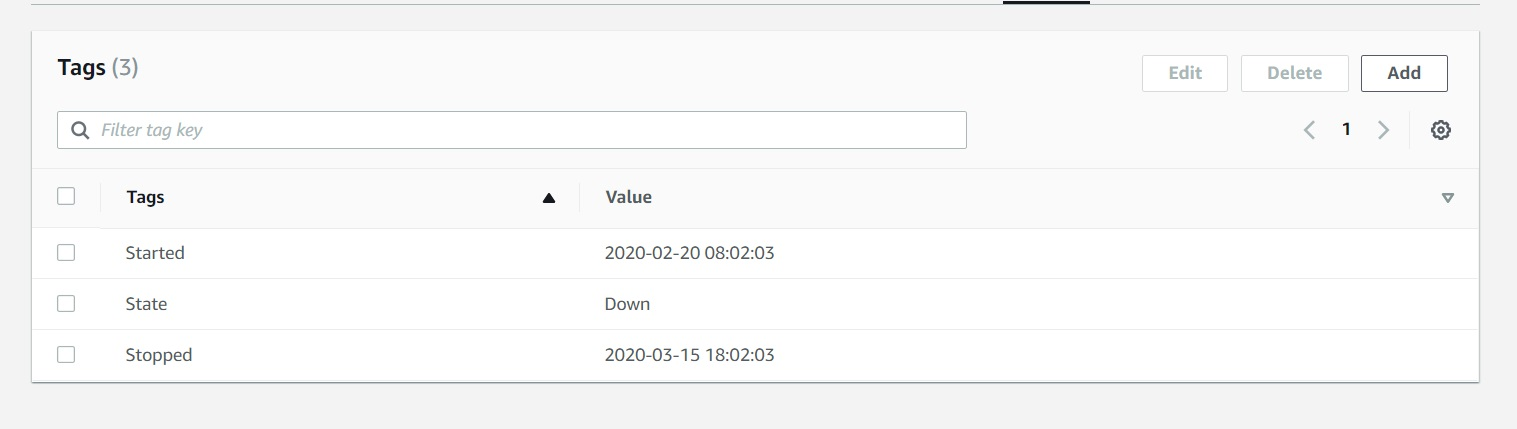 Tags (3)
Edit Delete Add
Filter tag key
1
Tags Value
Started 2020-02-20 08:02:03
State Down
Stopped 2020-03-15 18:02:03